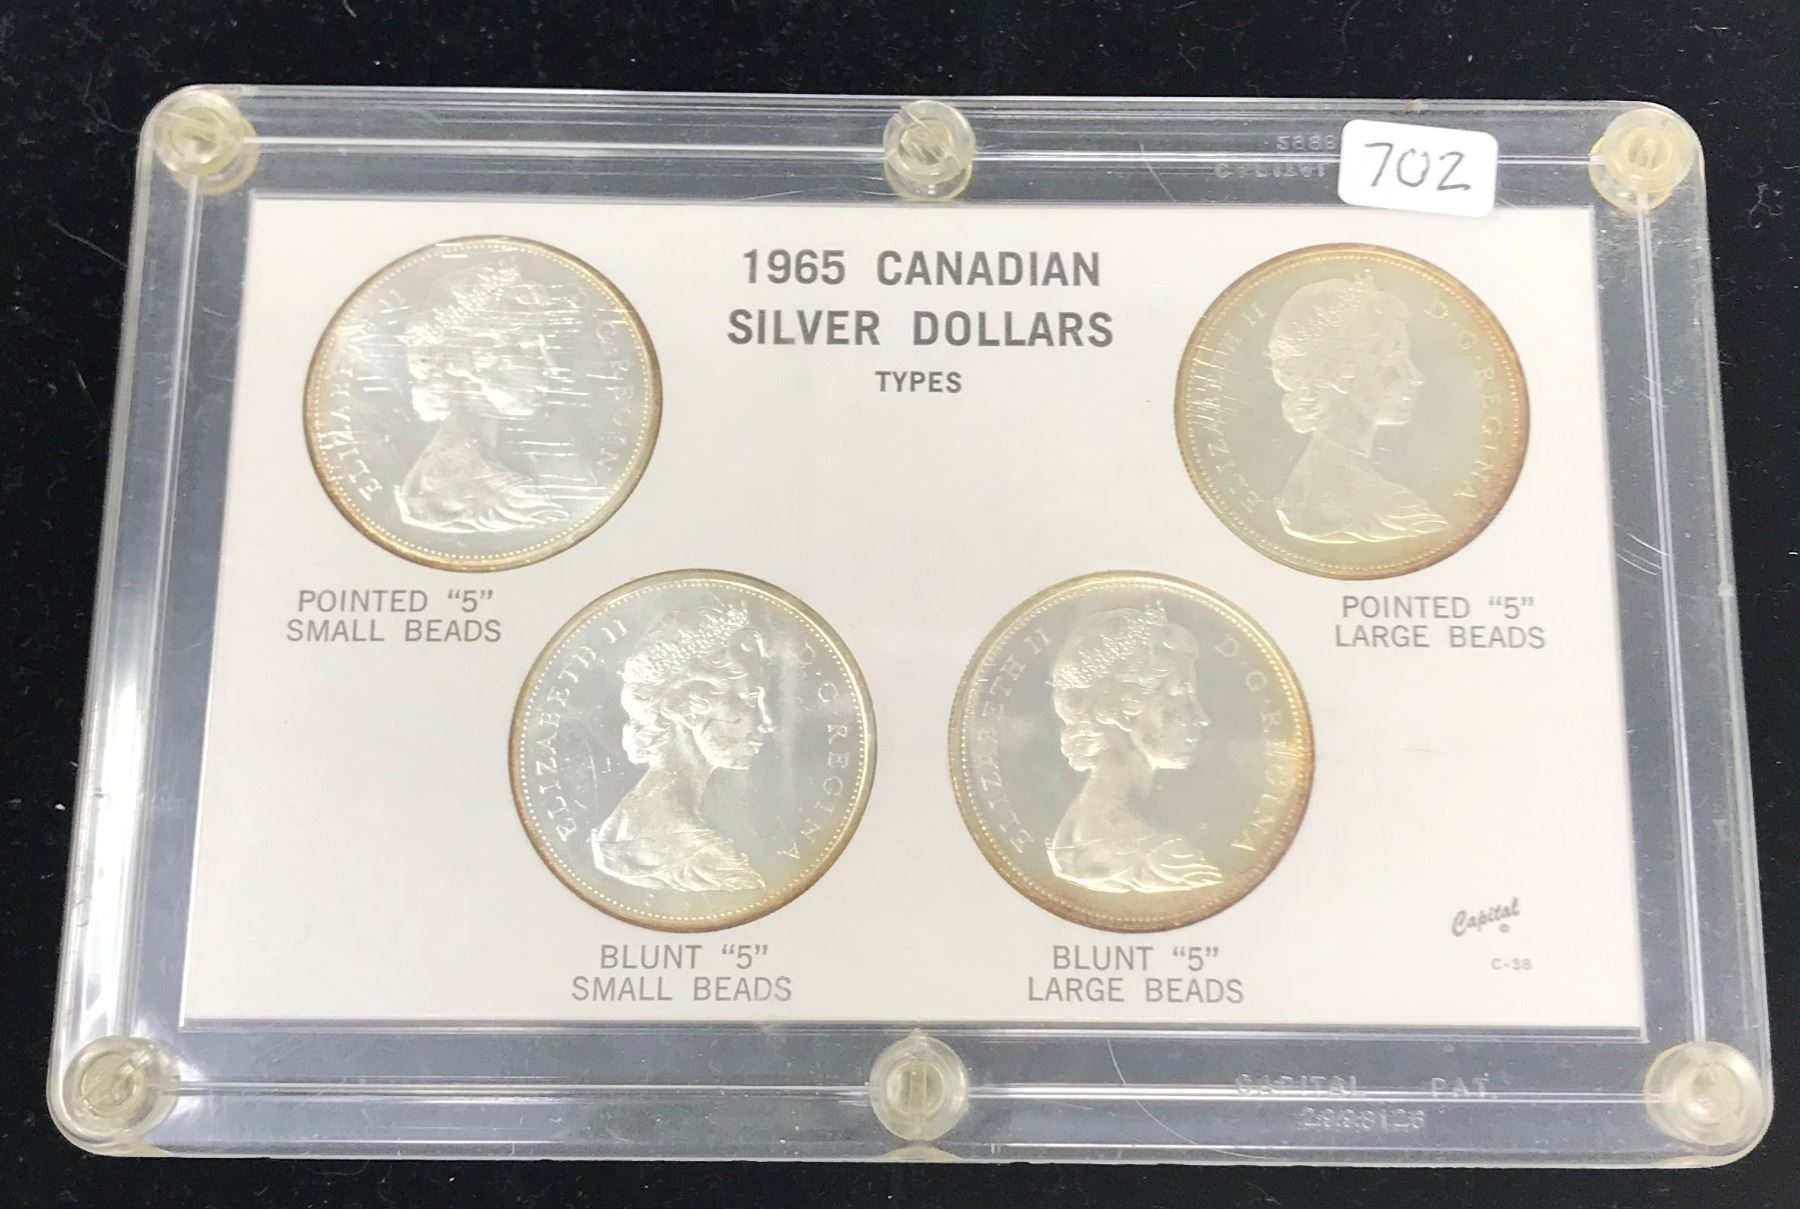 702
1965 CANADIAN
SILVER DOLLARS
TYPES
ELIZABETH II D·G·REGINA
POINTED "5"
SMALL BEADS
ELIZABETH II D·G·REGINA
POINTED "5"
LARGE BEADS
ELIZABETH II D·G·REGINA
BLUNT "5"
SMALL BEADS
ELIZABETH II D·G·REGINA
BLUNT "5"
LARGE BEADS
Capital
©
C-38
CAPITAL PAT.